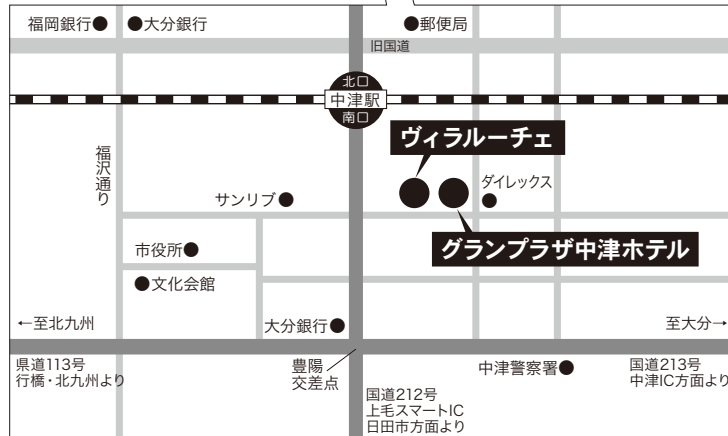 福岡銀行●
●大分銀行
●郵便局
旧国道
北口
中津駅
南口
ヴィラルーチェ
福沢通り
ダイレックス
サンリブ●
グランプラザ中津ホテル
市役所●
●文化会館
←至北九州
大分銀行●
至大分→
県道113号
行橋・北九州より
豊陽
交差点
中津警察署●
国道213号
中津IC方面より
国道212号
上毛スマートIC
日田市方面より